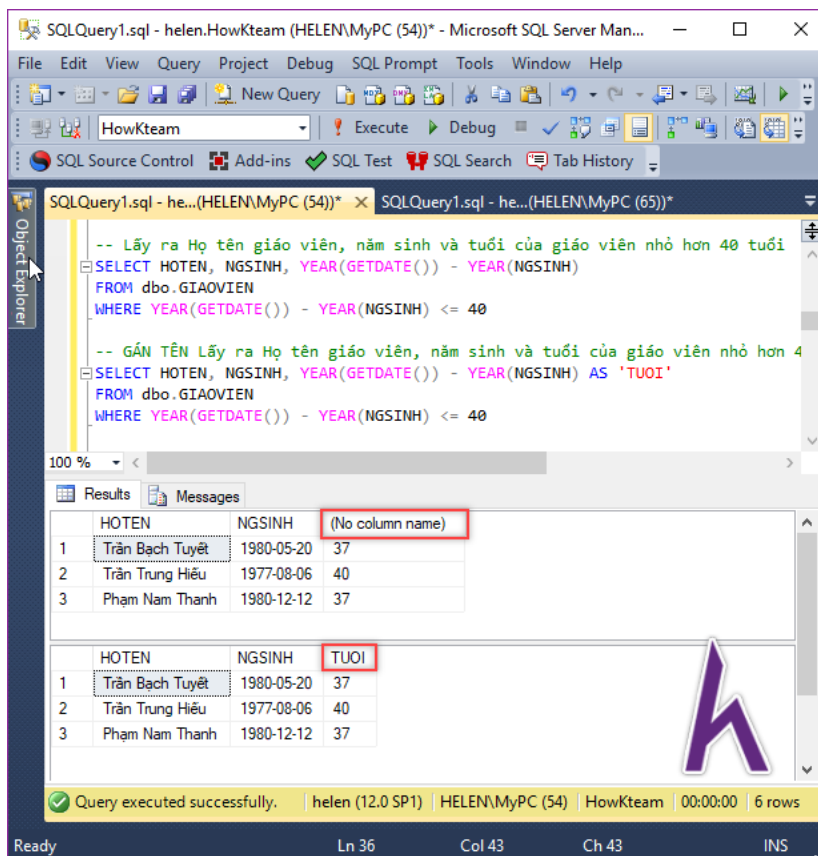 SQLQuery1.sql - helen.HowKteam (HELEN\MyPC (54))* - Microsoft SQL Server Man...
File Edit View Query Project Debug SQL Prompt Tools Window Help
New Query
HowKteam Execute Debug
SQL Source Control Add-ins SQL Test SQL Search Tab History
SQLQuery1.sql - he...(HELEN\MyPC (54))* SQLQuery1.sql - he...(HELEN\MyPC (65))*
Object Explorer
-- Lấy ra Họ tên giáo viên, năm sinh và tuổi của giáo viên nhỏ hơn 40 tuổi
SELECT HOTEN, NGSINH, YEAR(GETDATE()) - YEAR(NGSINH)
FROM dbo.GIAOVIEN
WHERE YEAR(GETDATE()) - YEAR(NGSINH) <= 40
-- GÁN TÊN Lấy ra Họ tên giáo viên, năm sinh và tuổi của giáo viên nhỏ hơn 4
SELECT HOTEN, NGSINH, YEAR(GETDATE()) - YEAR(NGSINH) AS 'TUOI'
FROM dbo.GIAOVIEN
WHERE YEAR(GETDATE()) - YEAR(NGSINH) <= 40
100 %
Results Messages
HOTEN NGSINH (No column name)
1 Trần Bạch Tuyết 1980-05-20 37
2 Trần Trung Hiếu 1977-08-06 40
3 Phạm Nam Thanh 1980-12-12 37
HOTEN NGSINH TUOI
1 Trần Bạch Tuyết 1980-05-20 37
2 Trần Trung Hiếu 1977-08-06 40
3 Phạm Nam Thanh 1980-12-12 37
Query executed successfully. helen (12.0 SP1) HELEN\MyPC (54) HowKteam 00:00:00 6 rows
Ready Ln 36 Col 43 Ch 43 INS